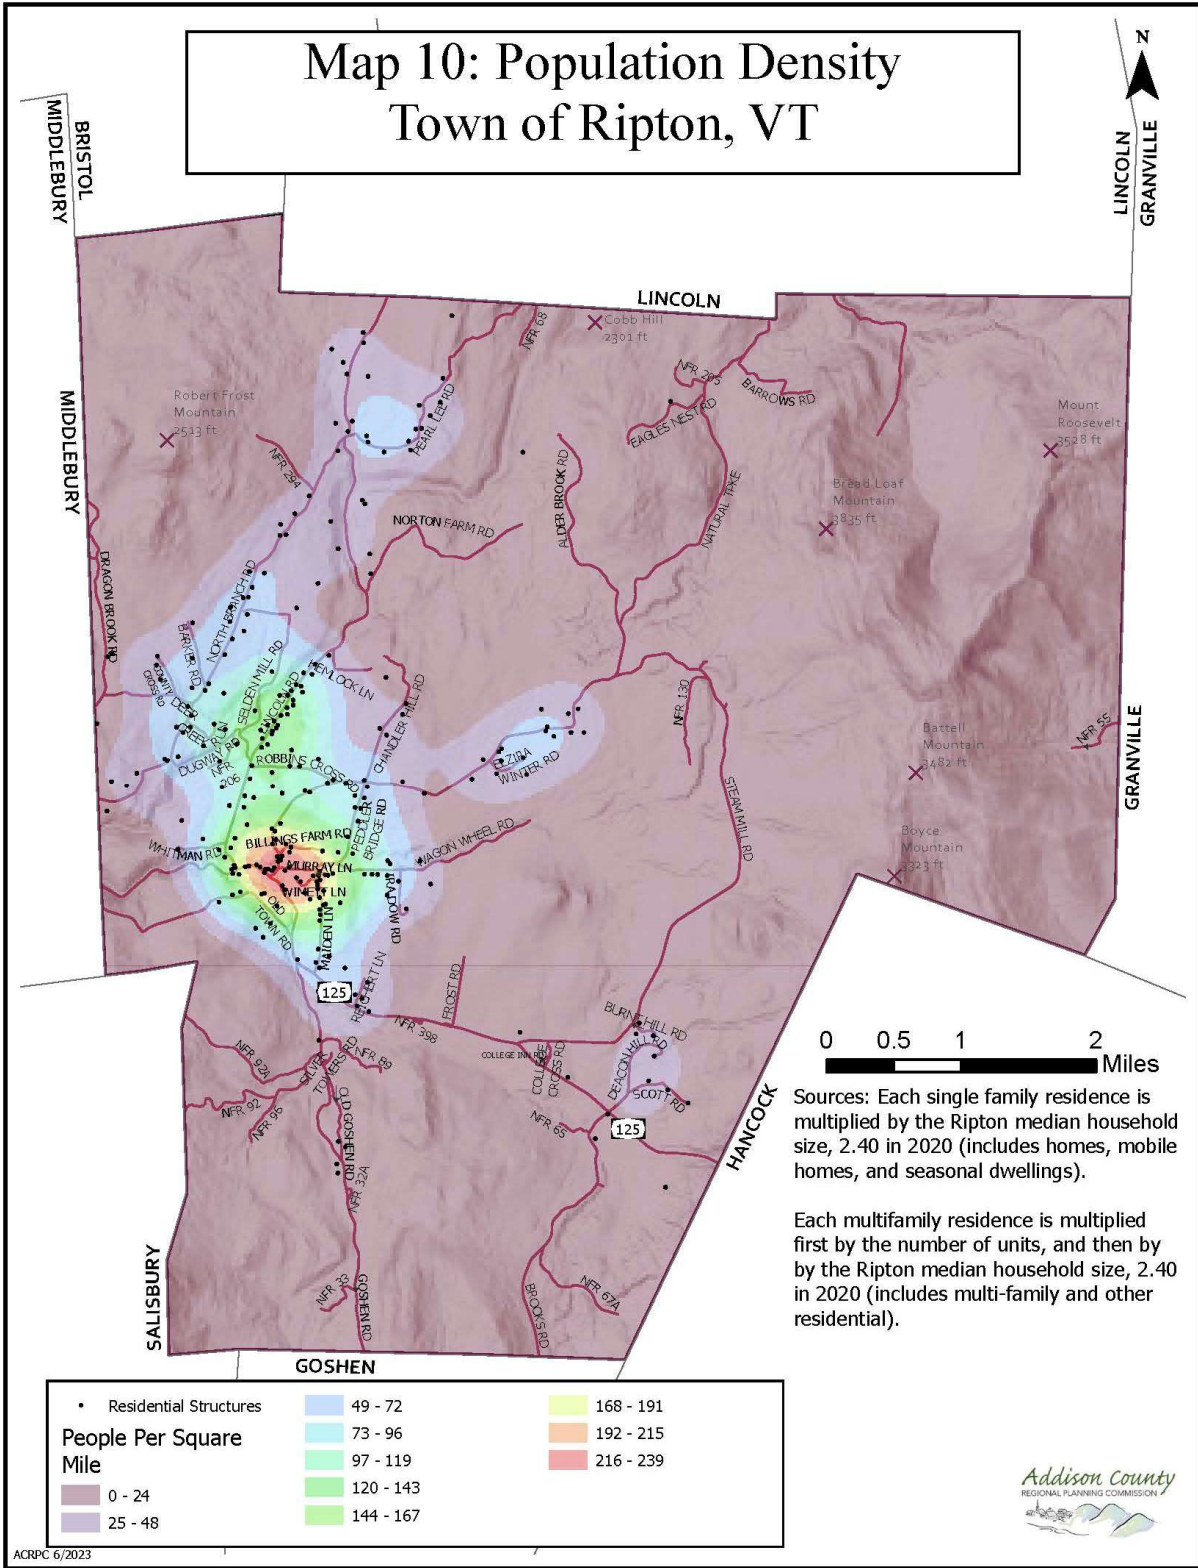 Map 10: Population Density
Town of Ripton, VT
N
BRISTOL
MIDDLEBURY
LINCOLN
GRANVILLE
LINCOLN
Cobb Hill
2301 ft
NFR 68
NFR 205
BARROWS RD
EAGLES NEST RD
Robert Frost
Mountain
2513 ft
MIDDLEBURY
PEARL LEE RD
Mount
Roosevelt
3528 ft
NFR 294
ALDER BROOK RD
NATURAL TPKE
Bread Loaf
Mountain
3835 ft
NORTON FARM RD
DRAGON BROOK RD
NORTH BRANCH RD
BARKER RD
SELDEN MILL RD
HEMLOCK LN
COUNTY
CROSS RD
LINCOLN RD
CHANDLER HILL RD
NFR 130
DUGWAY RD
NFR
206
ROBBINS CROSS RD
ELZIRA
WINTER RD
Battell
Mountain
3482 ft
NFR 55
GRANVILLE
STEAM MILL RD
PEDDLER
BRIDGE RD
BILLINGS FARM RD
WHITMAN RD
MURRAY LN
WAGON WHEEL RD
Boyce
Mountain
3323 ft
OLD
TOWN RD
MAIDEN LN
125
REICHERT LN
FROST RD
NFR 398
BURNT HILL RD
COLLEGE INN RD
COLLEGE
CROSS RD
DEACON HILL RD
SCOTT RD
NFR 92A
SILVER
TOWERS RD
NFR 89
NFR 92
NFR 96
OLD GOSHEN RD
NFR 32A
NFR 65
125
HANCOCK
NFR 33
GOSHEN RD
BROOKS RD
NFR 67A
SALISBURY
GOSHEN
0 0.5 1 2
Miles
Sources: Each single family residence is
multiplied by the Ripton median household
size, 2.40 in 2020 (includes homes, mobile
homes, and seasonal dwellings).
Each multifamily residence is multiplied
first by the number of units, and then by
by the Ripton median household size, 2.40
in 2020 (includes multi-family and other
residential).
Residential Structures
People Per Square
Mile
0 - 24
25 - 48
49 - 72
73 - 96
97 - 119
120 - 143
144 - 167
168 - 191
192 - 215
216 - 239
Addison County
REGIONAL PLANNING COMMISSION
ACRPC 6/2023